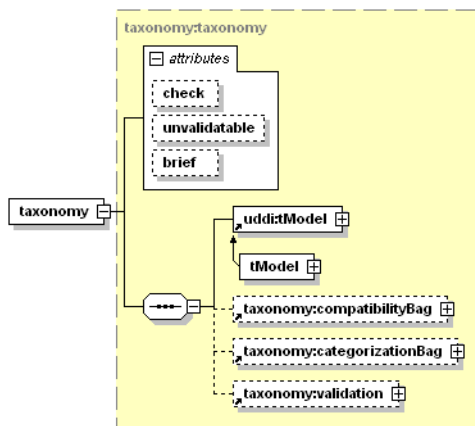 taxonomy:taxonomy
attributes
check
unvalidatable
brief
taxonomy
uddi:tModel
tModel
taxonomy:compatibilityBag
taxonomy:categorizationBag
taxonomy:validation